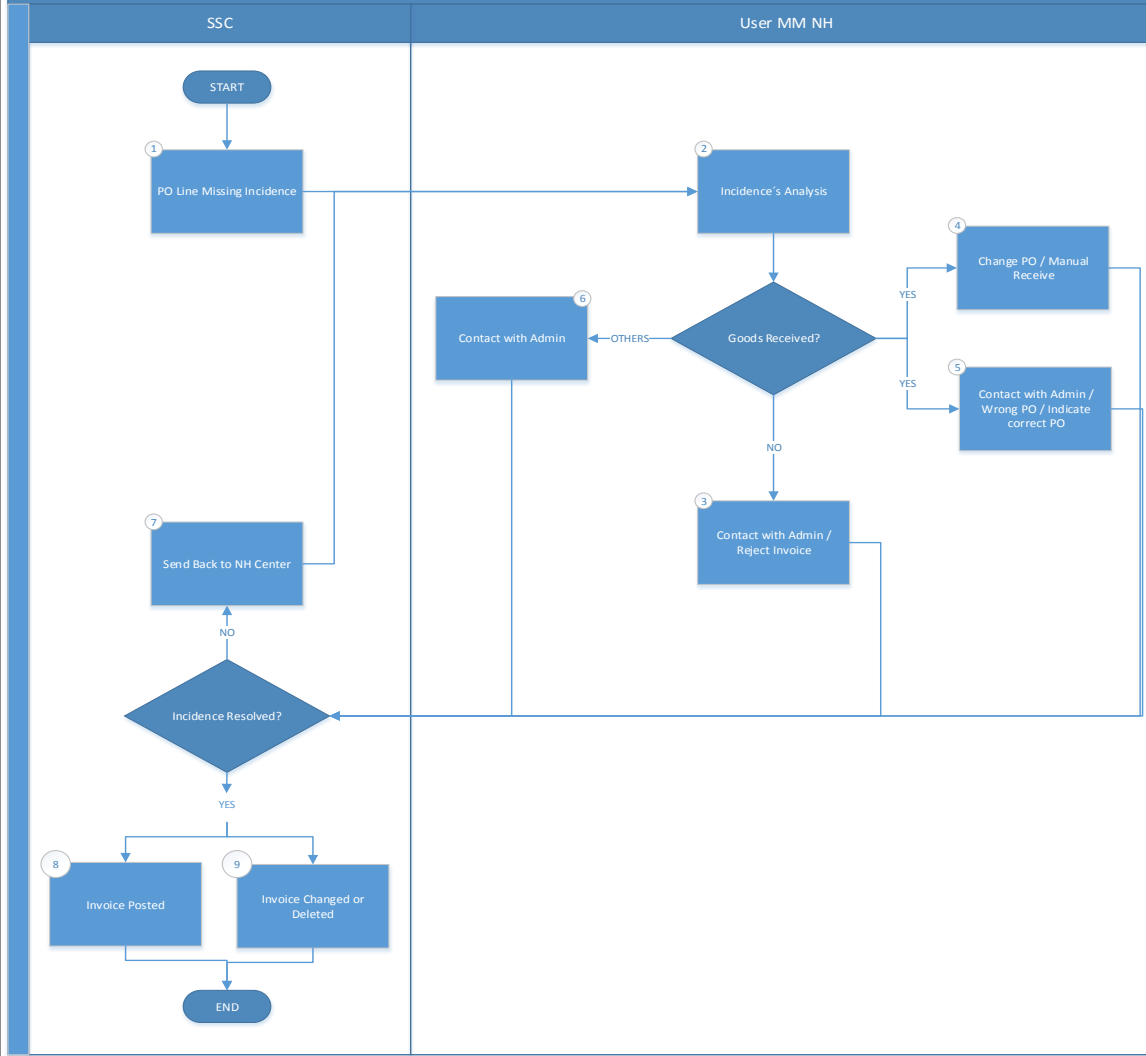 SSC
User MM NH
START
1
PO Line Missing Incidence
2
Incidence´s Analysis
4
Change PO / Manual
Receive
YES
6
Contact with Admin
OTHERS
Goods Received?
YES
5
Contact with Admin /
Wrong PO / Indicate
correct PO
NO
3
Contact with Admin /
Reject Invoice
7
Send Back to NH Center
NO
Incidence Resolved?
YES
8
Invoice Posted
9
Invoice Changed or
Deleted
END